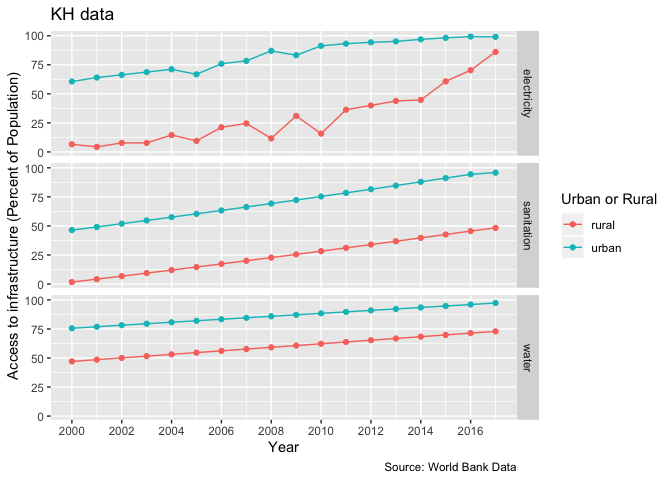 KH data
Access to infrastructure (Percent of Population)
100
75
50
25
0
electricity
100
75
50
25
0
sanitation
100
75
50
25
0
water
2000 2002 2004 2006 2008 2010 2012 2014 2016
Year
Urban or Rural
rural
urban
Source: World Bank Data